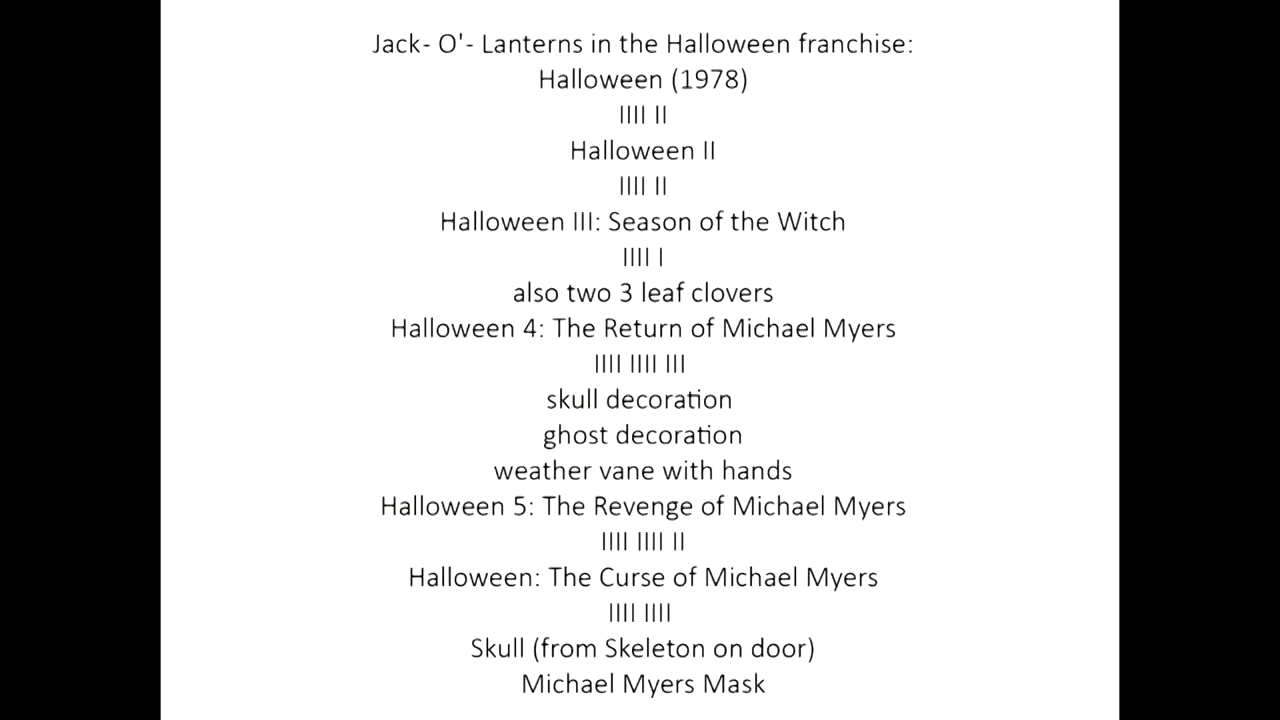 Jack- O'- Lanterns in the Halloween franchise:
Halloween (1978)
IIII II
Halloween II
IIII II
Halloween III: Season of the Witch
IIII I
also two 3 leaf clovers
Halloween 4: The Return of Michael Myers
IIII IIII III
skull decoration
ghost decoration
weather vane with hands
Halloween 5: The Revenge of Michael Myers
IIII IIII II
Halloween: The Curse of Michael Myers
IIII IIII
Skull (from Skeleton on door)
Michael Myers Mask